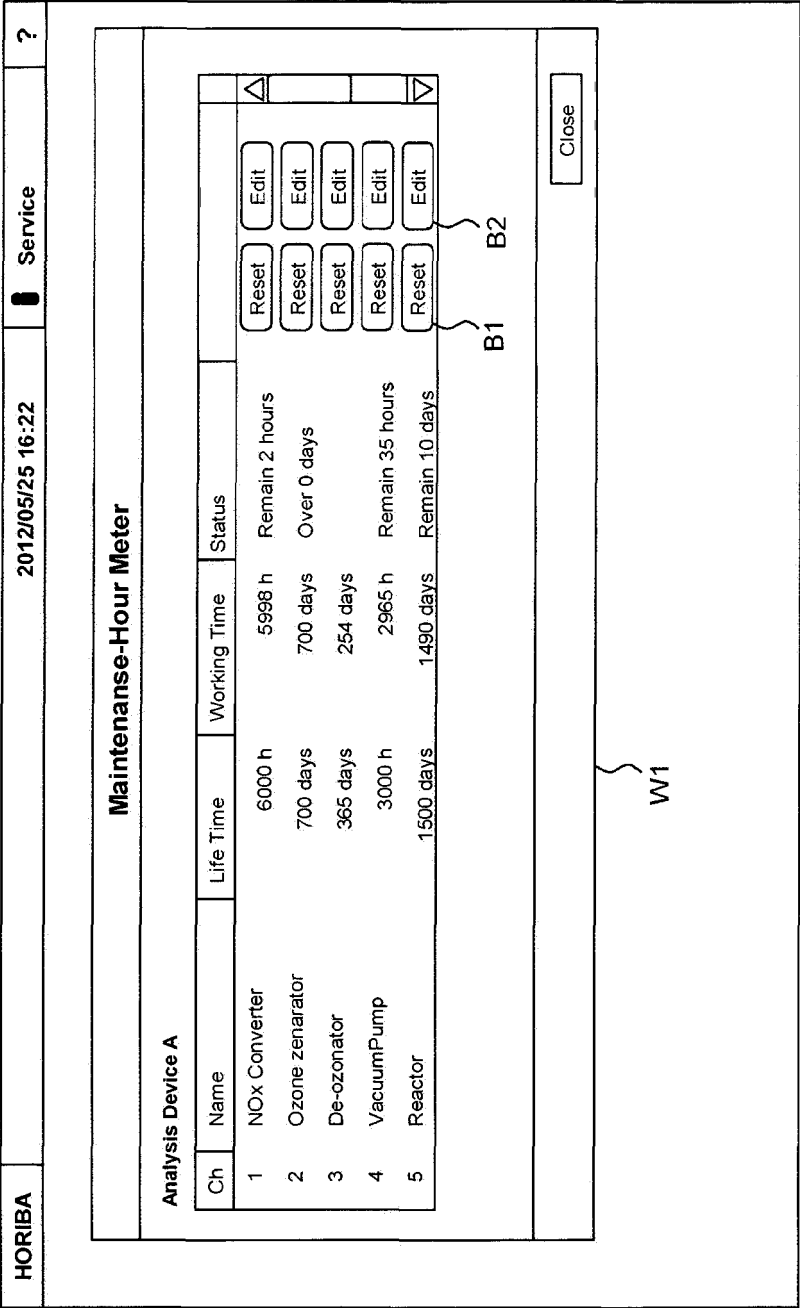 HORIBA 2012/05/25 16:22 Service ?
Maintenanse-Hour Meter
Analysis Device A
Ch Name Life Time Working Time Status
1 NOx Converter 6000 h 5998 h Remain 2 hours Reset Edit
2 Ozone zenarator 700 days 700 days Over 0 days Reset Edit
3 De-ozonator 365 days 254 days Reset Edit
4 VacuumPump 3000 h 2965 h Remain 35 hours Reset Edit
5 Reactor 1500 days 1490 days Remain 10 days Reset Edit
B1 B2
Close
W1